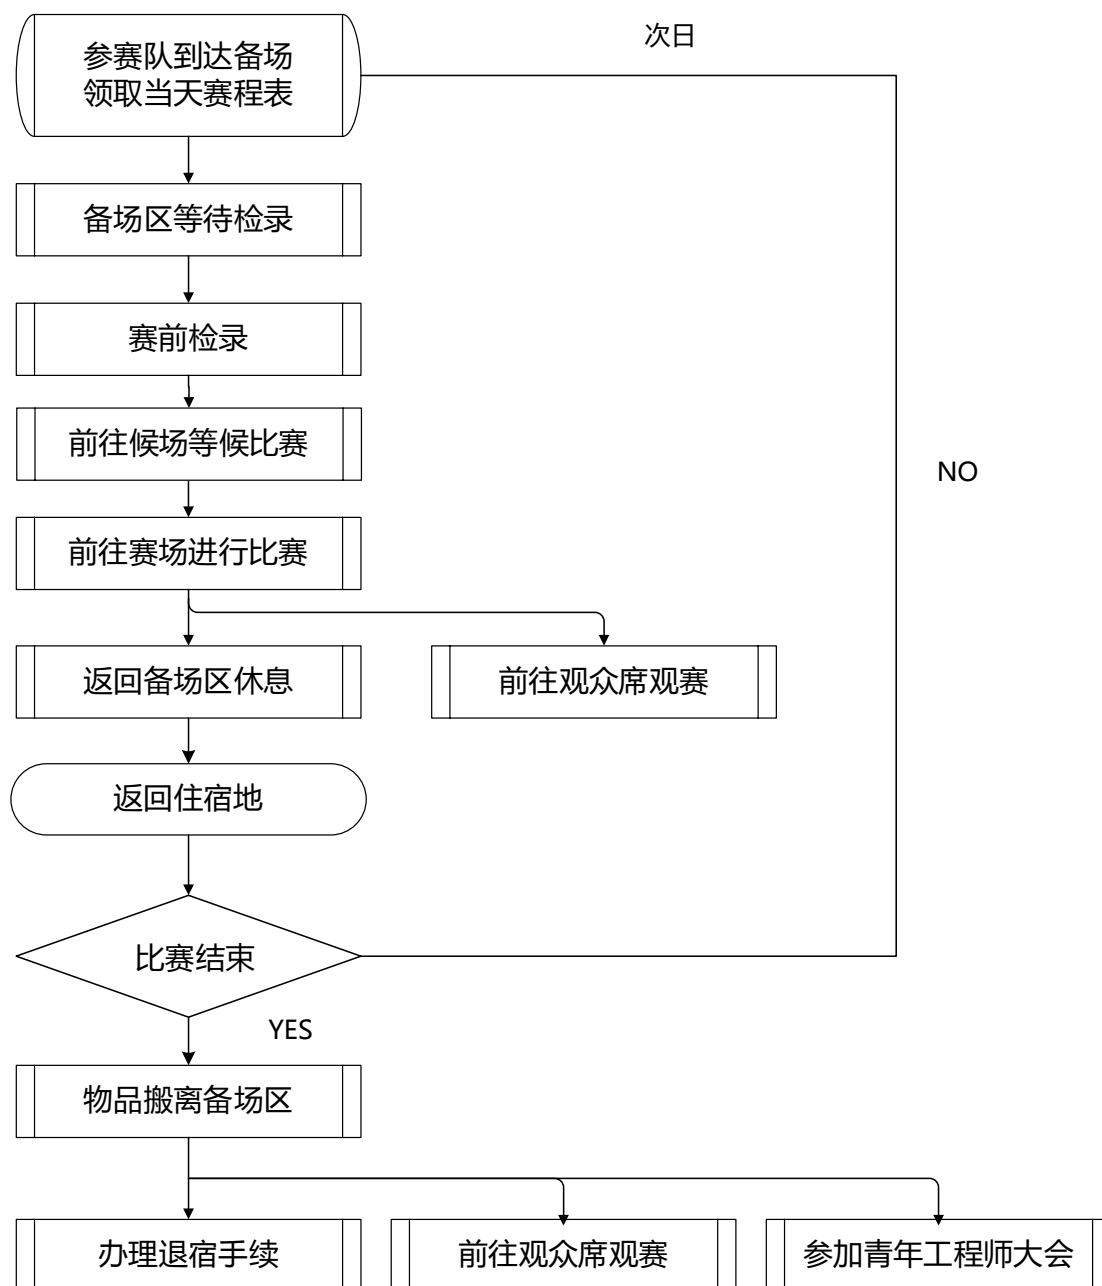 参赛队到达备场
领取当天赛程表
次日
备场区等待检录
赛前检录
前往候场等候比赛
NO
前往赛场进行比赛
返回备场区休息
前往观众席观赛
返回住宿地
比赛结束
YES
物品搬离备场区
办理退宿手续
前往观众席观赛
参加青年工程师大会